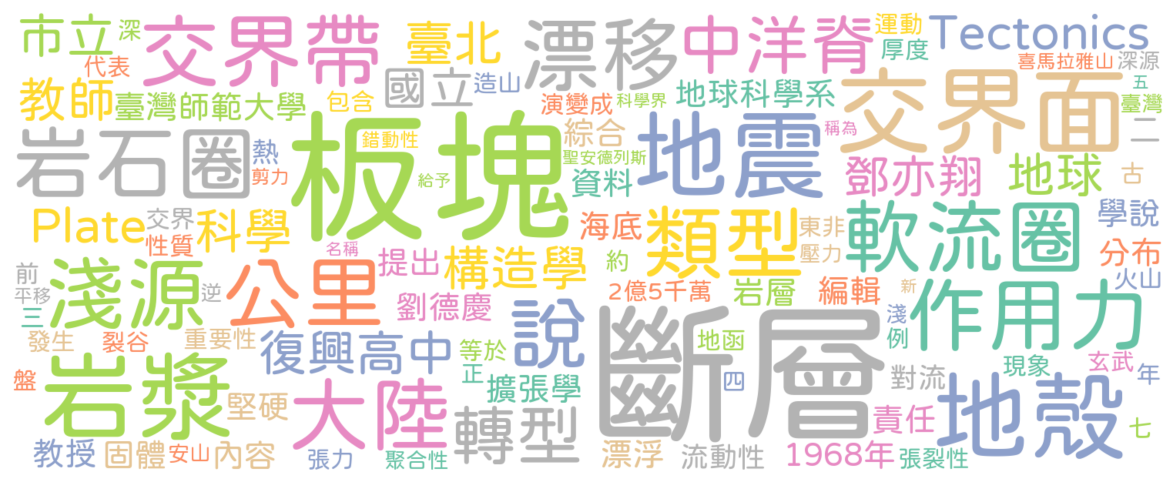 市立
深
交界帶
臺北
漂移
中洋脊
運動
Tectonics
代表
國立
造山
厚度
喜馬拉雅山
深源
教師
臺灣師範大學
包含
演變成
科學界
地球科學系
交界面
五
臺灣
岩石圈
熱
剪力
板塊
錯動性
綜合
地震
稱為
二
聖安德列斯
給予
資料
鄧亦翔
地球
古
Plate
交界
性質
科學
名稱
提出
構造學
海底
類型
東非
壓力
軟流圈
學說
分布
前
平移
三
淺源
逆
公里
劉德慶
約
2億5千萬
岩層
編輯
新
火山
淺
例
作用力
發生
裂谷
重要性
復興高中
等於
正
說
擴張學
斷層
地函
四
現象
玄武
年
盤
岩漿
堅硬
大陸
轉型
對流
責任
地殼
七
教授
固體
安山
內容
張力
聚合性
漂浮
流動性
1968年
張裂性